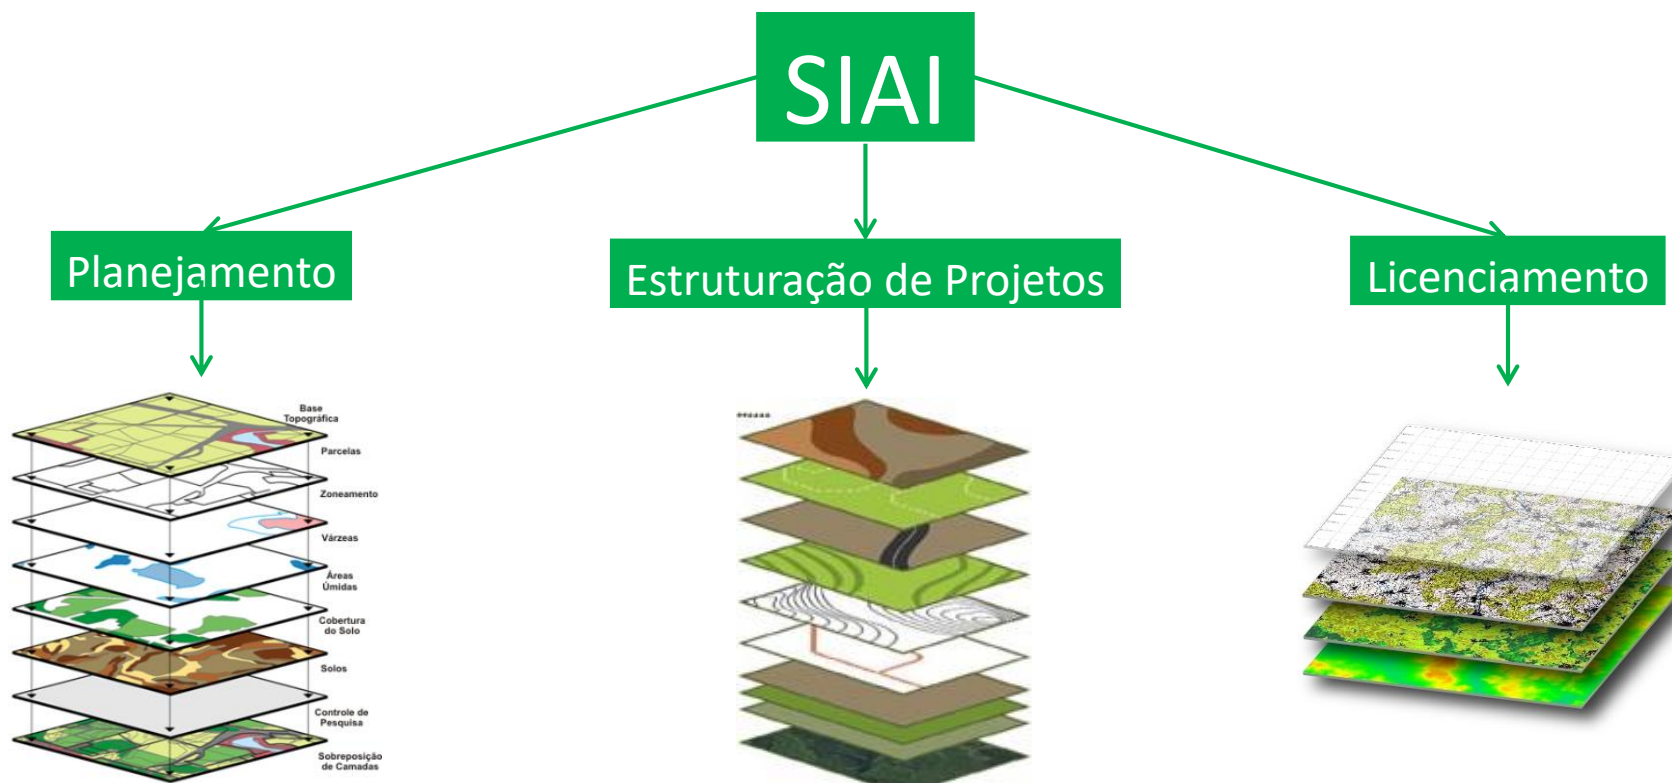 SIAI
Planejamento
Estruturação de Projetos
Licenciamento
Base
Topográfica
Parcelas
Zoneamento
Várzeas
Áreas
Úmidas
Cobertura
do Solo
Solos
Controle de
Pesquisa
Sobreposição
de Camadas